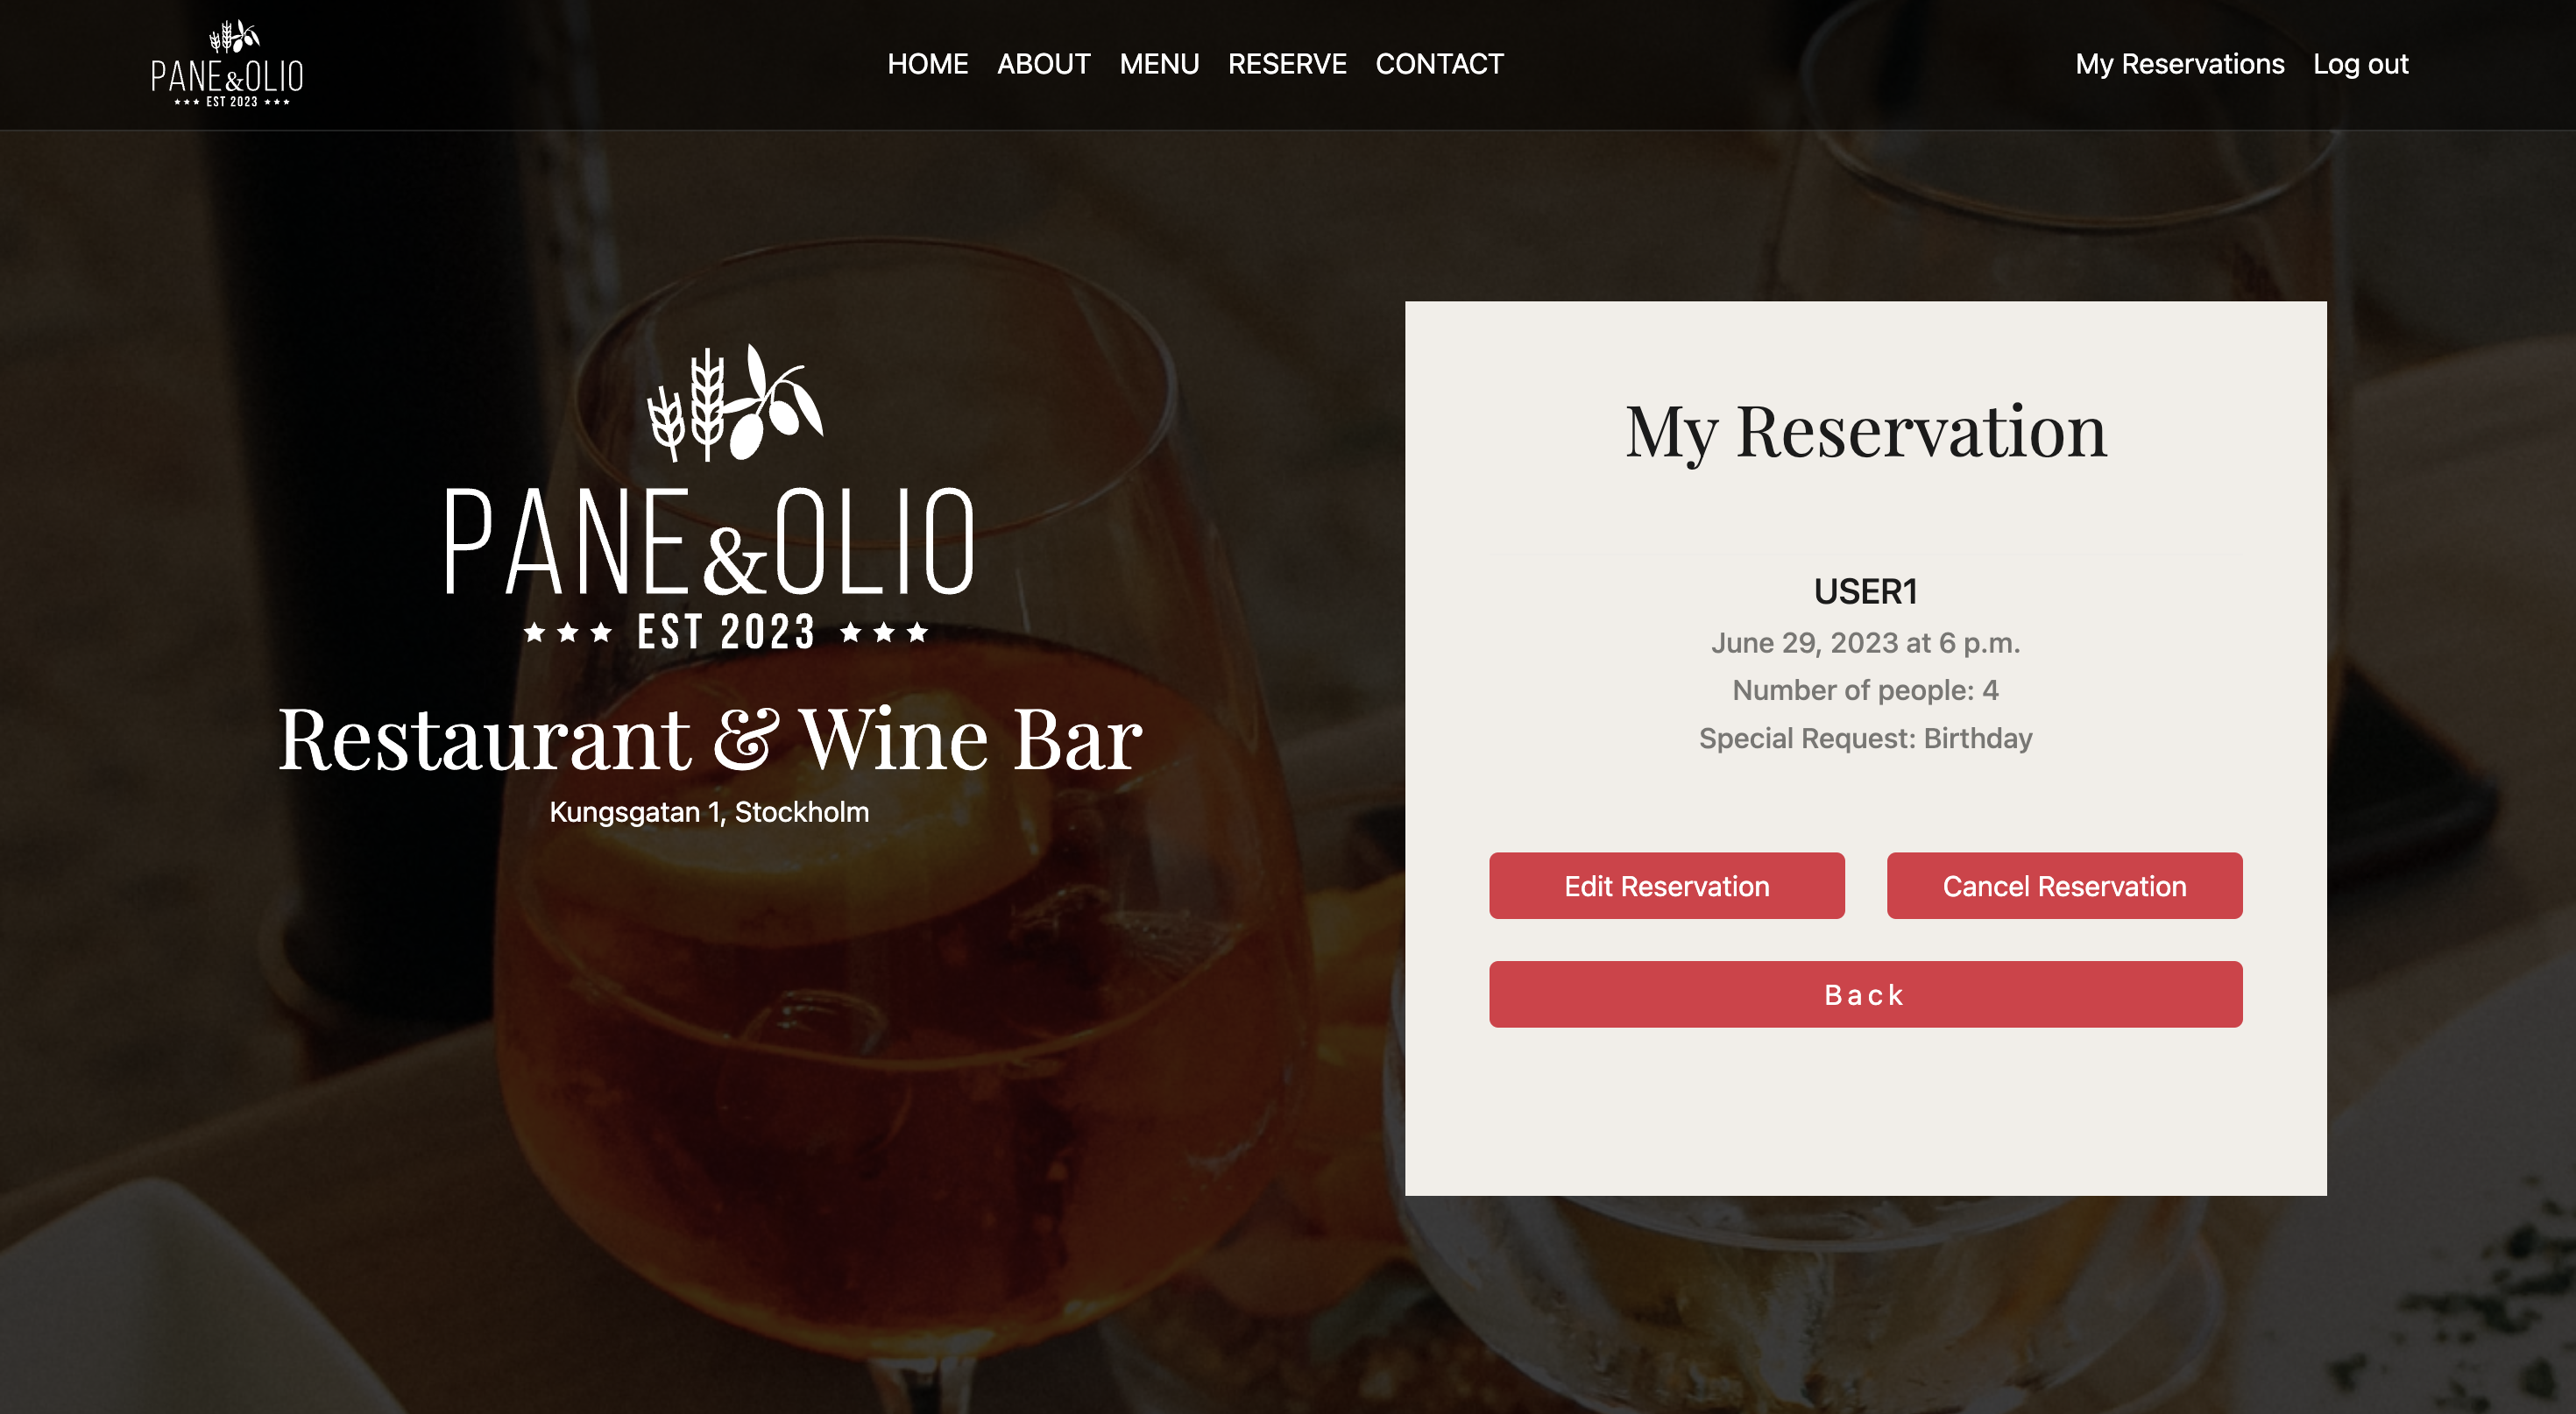 PANE&OLIO
★★★ EST 2023 ★★★
HOME ABOUT MENU RESERVE CONTACT
My Reservations Log out
PANE&OLIO
★★★ EST 2023 ★★★
Restaurant & Wine Bar
Kungsgatan 1, Stockholm
My Reservation
USER1
June 29, 2023 at 6 p.m.
Number of people: 4
Special Request: Birthday
Edit Reservation
Cancel Reservation
Back